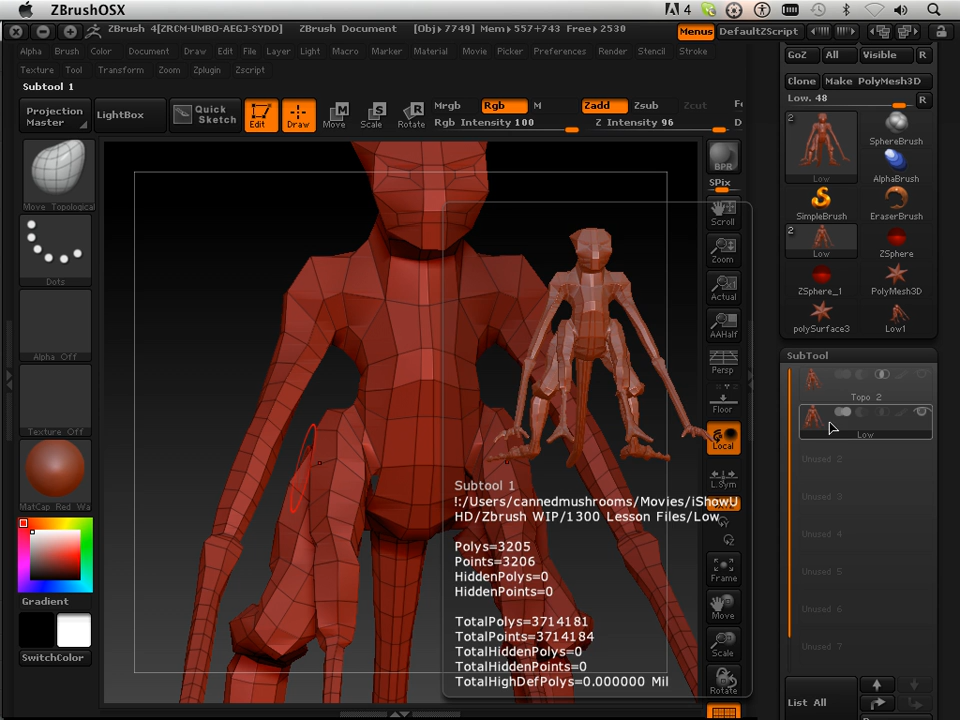 ZBrushOSX
4
ZBrush 4[ZRCM-UMBO-AEGJ-SYDD]
ZBrush Document
[Obj▸7749] Mem▸557+743 Free▸2530
Menus
DefaultZScript
Alpha
Brush
Color
Document
Draw
Edit
File
Layer
Light
Macro
Marker
Material
Movie
Picker
Preferences
Render
Stencil
Stroke
Texture
Tool
Transform
Zoom
Zplugin
Zscript
Subtool 1
Projection
Master
LightBox
Quick
Sketch
Edit
Draw
Move
Scale
Rotate
Mrgb
Rgb
M
Zadd
Zsub
Zcut
Rgb Intensity 100
Z Intensity 96
Move Topological
Dots
Alpha Off
Texture Off
MatCap Red Wa
Gradient
SwitchColor
BPR
SPix
Scroll
Zoom
Actual
AAHalf
Persp
Floor
Local
L.Sym
Frame
Move
Scale
Rotate
Subtool 1
!:/Users/cannedmushrooms/Movies/iShowU
HD/Zbrush WIP/1300 Lesson Files/Low
Polys=3205
Points=3206
HiddenPolys=0
HiddenPoints=0
TotalPolys=3714181
TotalPoints=3714184
TotalHiddenPolys=0
TotalHiddenPoints=0
TotalHighDefPolys=0.000000 Mil
GoZ
All
Visible
R
Clone
Make PolyMesh3D
Low. 48
R
2
Low
SphereBrush
AlphaBrush
SimpleBrush
EraserBrush
2
Low
ZSphere
ZSphere_1
PolyMesh3D
polySurface3
Low1
SubTool
Topo 2
Low
Unused 2
Unused 3
Unused 4
Unused 5
Unused 6
Unused 7
List All